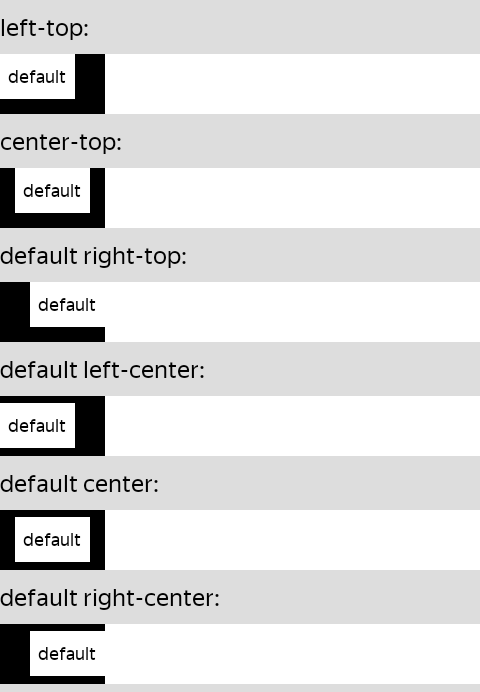 left-top:
default
center-top:
default
default right-top:
default
default left-center:
default
default center:
default
default right-center:
default